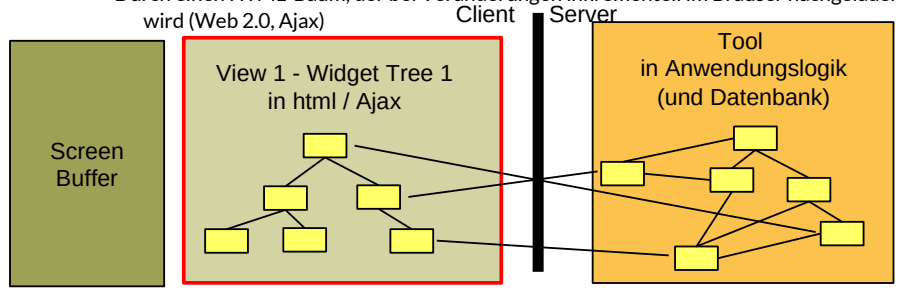 wird (Web 2.0, Ajax)
Client
Server
View 1 - Widget Tree 1
in html / Ajax
Tool
in Anwendungslogik
(und Datenbank)
Screen
Buffer